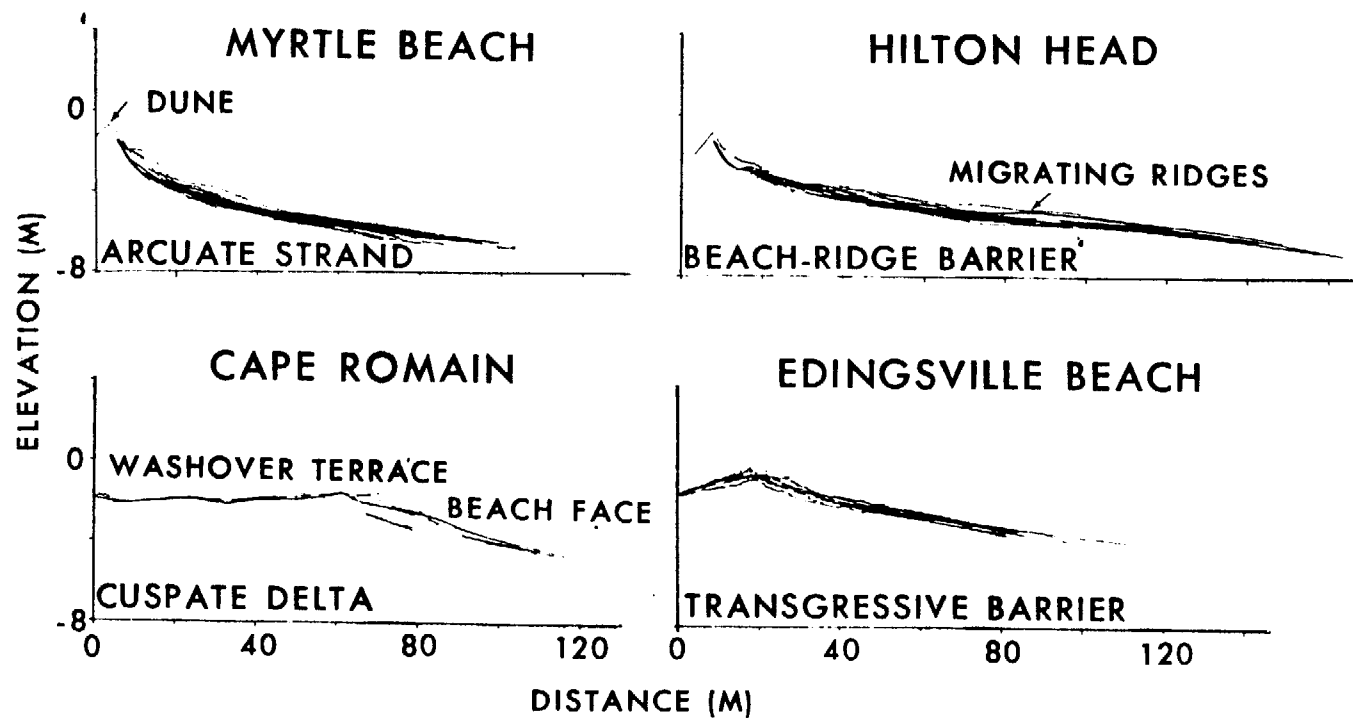 MYRTLE BEACH
DUNE
0
ARCUATE STRAND
-8
HILTON HEAD
MIGRATING RIDGES
BEACH-RIDGE BARRIER
ELEVATION (M)
CAPE ROMAIN
0
WASHOVER TERRACE
BEACH FACE
CUSPATE DELTA
-8
0 40 80 120
EDINGSVILLE BEACH
TRANSGRESSIVE BARRIER
0 40 80 120
DISTANCE (M)